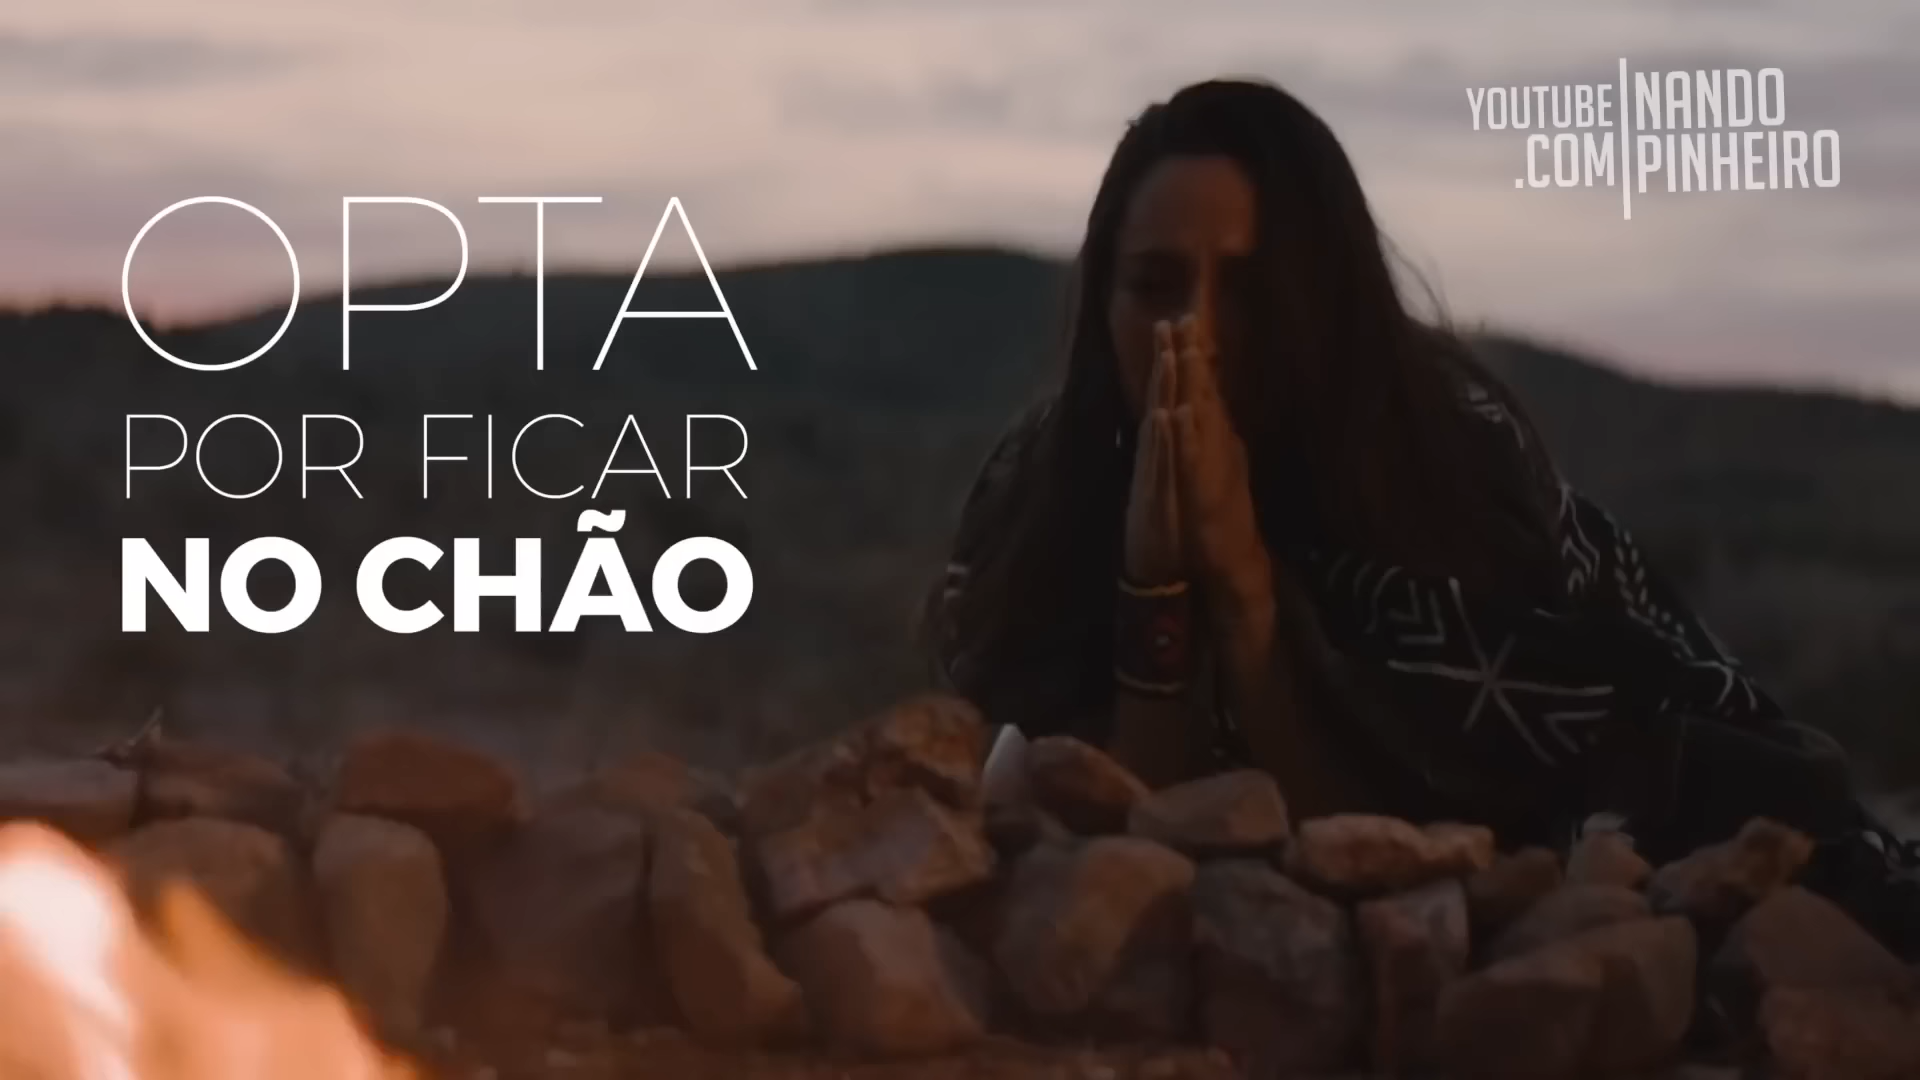 OPTA
POR FICAR
NO CHÃO
YOUTUBE
.COM
NANDO
PINHEIRO